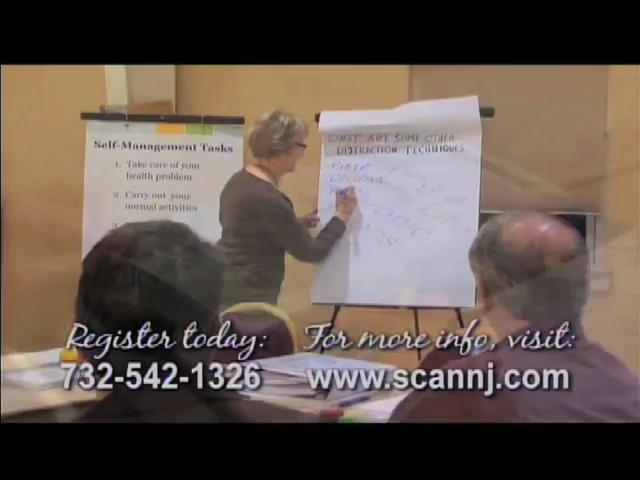 Self-Management Tasks
1. Take care of your
health problem
2. Carry out your
normal activities
3.
WHAT ARE SOME OTHER
DISTRACTION TECHNIQUES
Register today:
732-542-1326
For more info, visit:
www.scannj.com